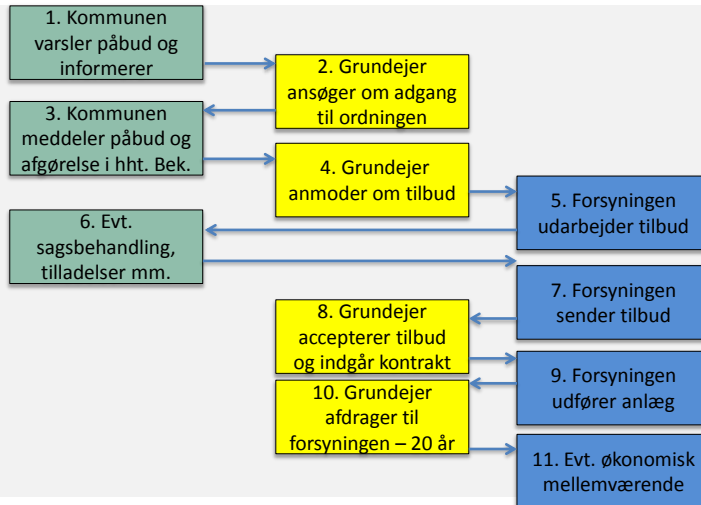 1. Kommunen
varsler påbud og
informerer
2. Grundejer
ansøger om adgang
til ordningen
3. Kommunen
meddeler påbud og
afgørelse i hht. Bek.
4. Grundejer
anmoder om tilbud
5. Forsyningen
udarbejder tilbud
6. Evt.
sagsbehandling,
tilladelser mm.
7. Forsyningen
sender tilbud
8. Grundejer
accepterer tilbud
og indgår kontrakt
9. Forsyningen
udfører anlæg
10. Grundejer
afdrager til
forsyningen – 20 år
11. Evt. økonomisk
mellemværende